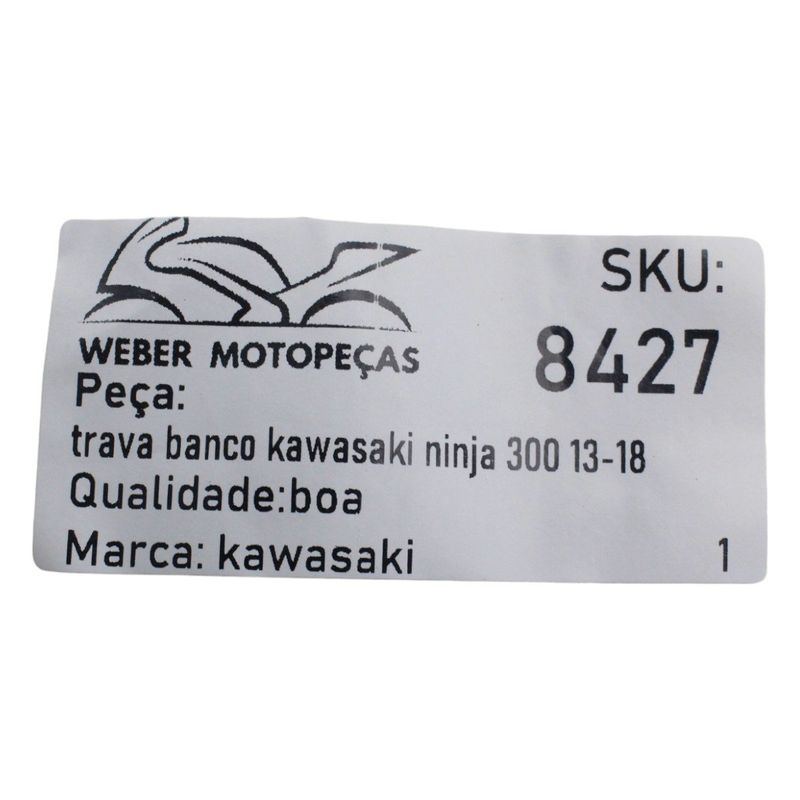 WEBER MOTOPEÇAS
SKU:
8427
Peça:
trava banco kawasaki ninja 300 13-18
Qualidade:boa
Marca: kawasaki
1